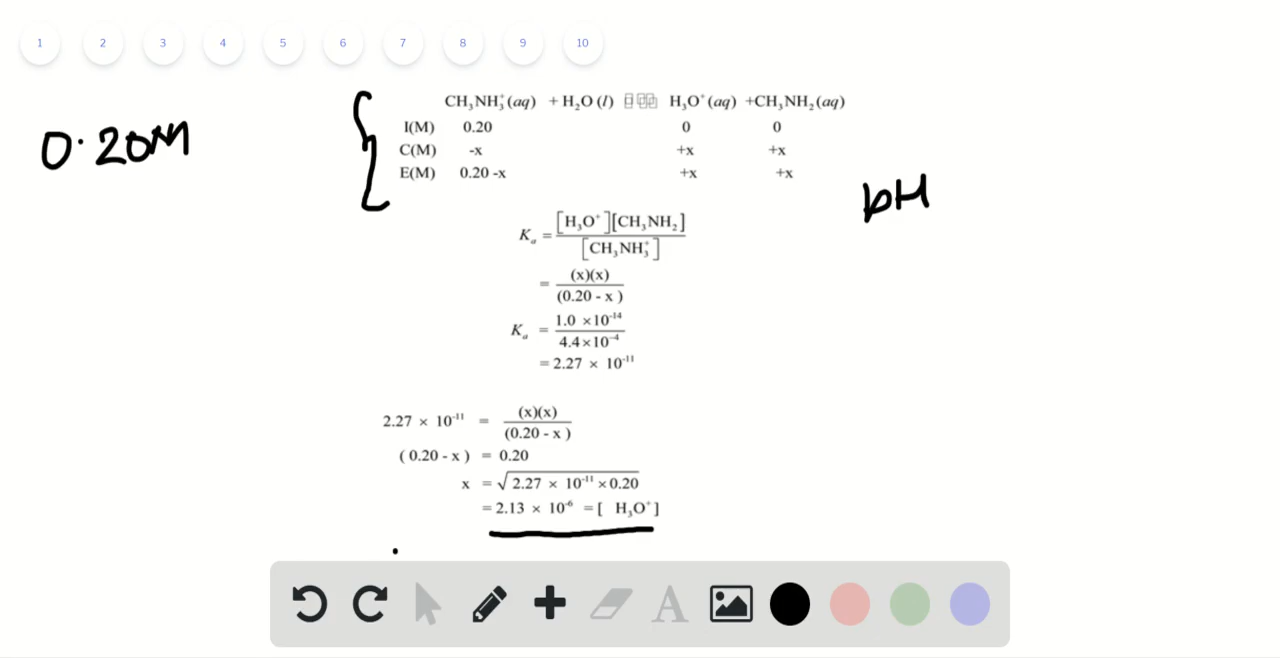 1 2 3 4 5 6 7 8 9 10
CH₃NH₃⁺(aq) + H₂O (l) H₃O⁺(aq) +CH₃NH₂(aq)
I(M) 0.20 0 0
C(M) -x +x +x
E(M) 0.20 -x +x +x
0.20M
pH
Kₐ = [H₃O⁺][CH₃NH₂] / [CH₃NH₃⁺]
= (x)(x) / (0.20 - x )
Kₐ = 1.0 ×10⁻¹⁴ / 4.4×10⁻⁴
= 2.27 × 10⁻¹¹
2.27 × 10⁻¹¹ = (x)(x) / (0.20 - x )
( 0.20 - x ) = 0.20
x = √2.27 × 10⁻¹¹ ×0.20
= 2.13 × 10⁻⁶ = [ H₃O⁺]
A